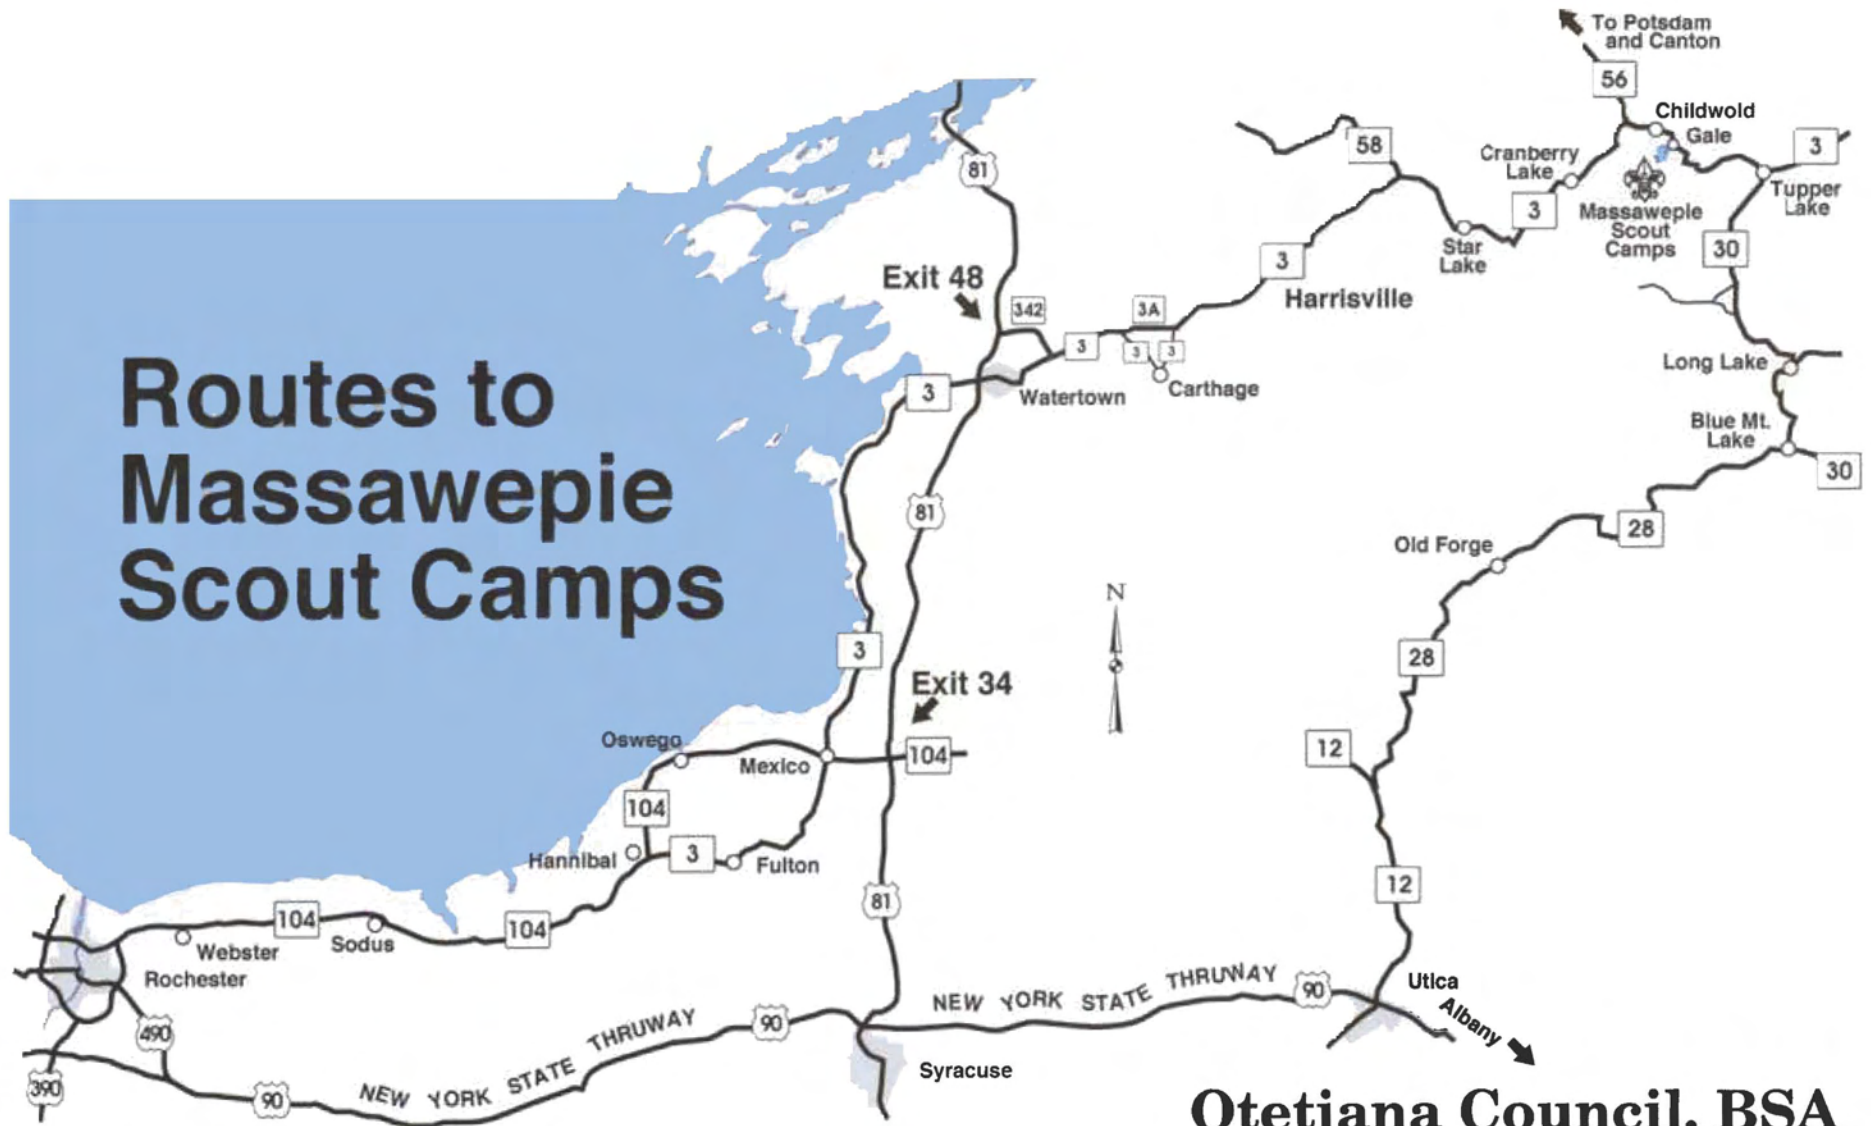 To Potsdam
and Canton
56
Childwold
Gale
3
58
Cranberry
Lake
81
Tupper
Lake
3
Massawepie
Scout
Camps
Star
Lake
30
3
Exit 48
Harrisville
342
3A
3
3
3
Long Lake
Carthage
3
Watertown
Routes to
Massawepie
Scout Camps
Blue Mt.
Lake
30
81
28
Old Forge
N
3
28
Exit 34
Oswego
Mexico
104
12
104
Hannibal
3
Fulton
12
81
104
104
Webster
Sodus
Rochester
NEW YORK STATE THRUWAY
90
Utica
Albany
490
NEW YORK STATE THRUWAY
90
Syracuse
390
90
Otetiana Council, BSA